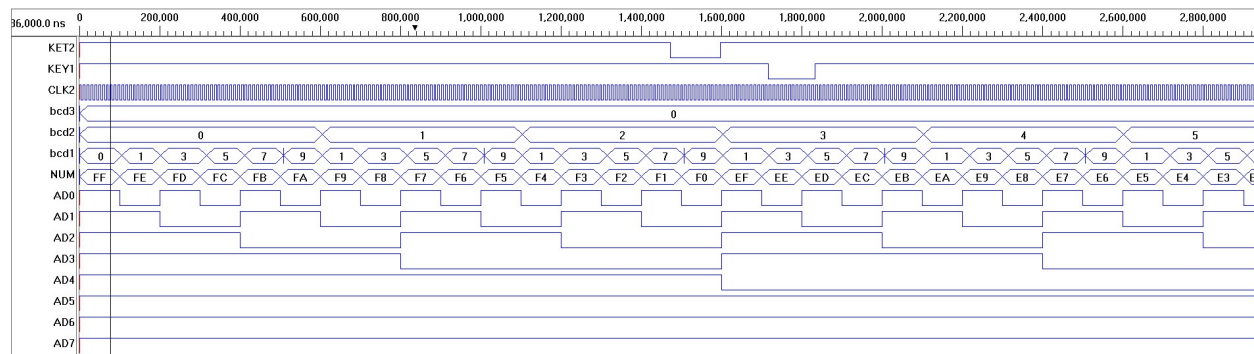 36,000.0 ns 0 200,000 400,000 600,000 800,000 1,000,000 1,200,000 1,400,000 1,600,000 1,800,000 2,000,000 2,200,000 2,400,000 2,600,000 2,800,000
KET2
KEY1
CLK2
bcd3 0
bcd2 0 1 2 3 4 5
bcd1 0 1 3 5 7 9 1 3 5 7 9 1 3 5 7 9 1 3 5 7 9 1 3 5 7 9 1 3 5
NUM FF FE FD FC FB FA F9 F8 F7 F6 F5 F4 F3 F2 F1 F0 EF EE ED EC EB EA E9 E8 E7 E6 E5 E4 E3
AD0
AD1
AD2
AD3
AD4
AD5
AD6
AD7